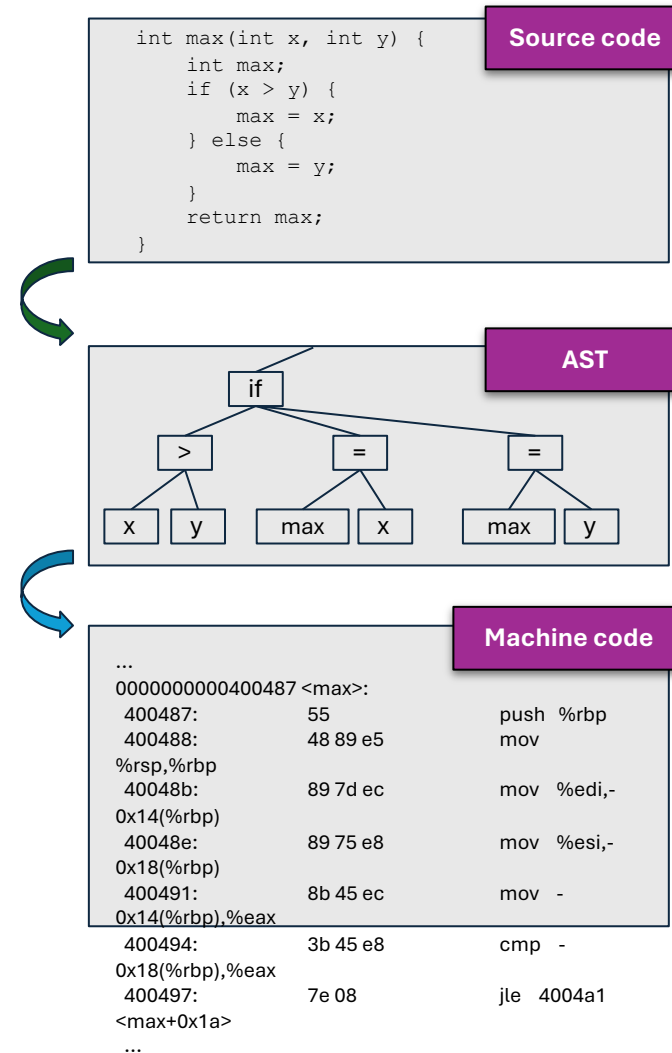 Source code
int max(int x, int y) {
    int max;
    if (x > y) {
        max = x;
    } else {
        max = y;
    }
    return max;
}
AST
if
> = =
x y max x max y
Machine code
...
0000000000400487 <max>:
400487: 55 push %rbp
400488: 48 89 e5 mov
%rsp,%rbp
40048b: 89 7d ec mov %edi,-
0x14(%rbp)
40048e: 89 75 e8 mov %esi,-
0x18(%rbp)
400491: 8b 45 ec mov -
0x14(%rbp),%eax
400494: 3b 45 e8 cmp -
0x18(%rbp),%eax
400497: 7e 08 jle 4004a1
<max+0x1a>
...